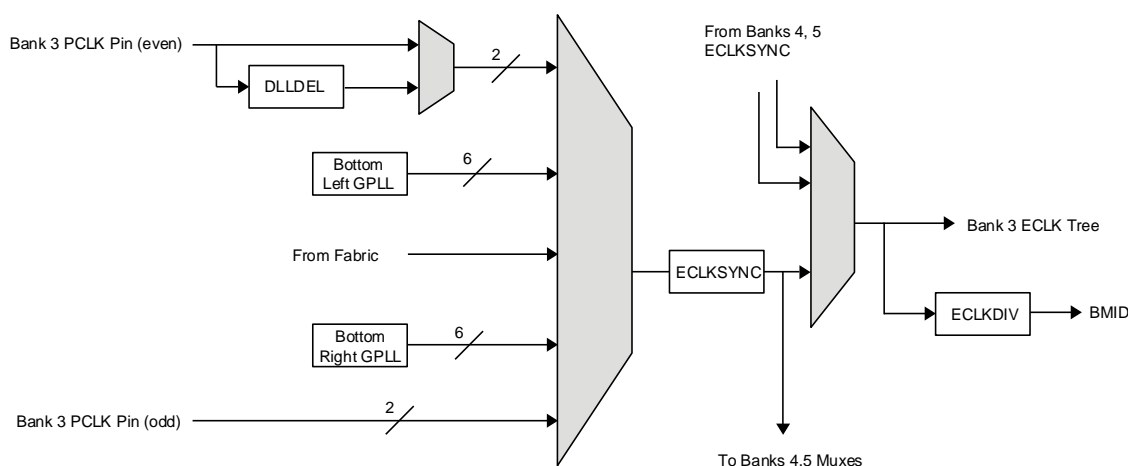 Bank 3 PCLK Pin (even)
DLLDEL
2
From Banks 4, 5
ECLKSYNC
Bottom
Left GPLL
6
From Fabric
ECLKSYNC
Bank 3 ECLK Tree
ECLKDIV
BMID
Bottom
Right GPLL
6
Bank 3 PCLK Pin (odd)
2
To Banks 4,5 Muxes